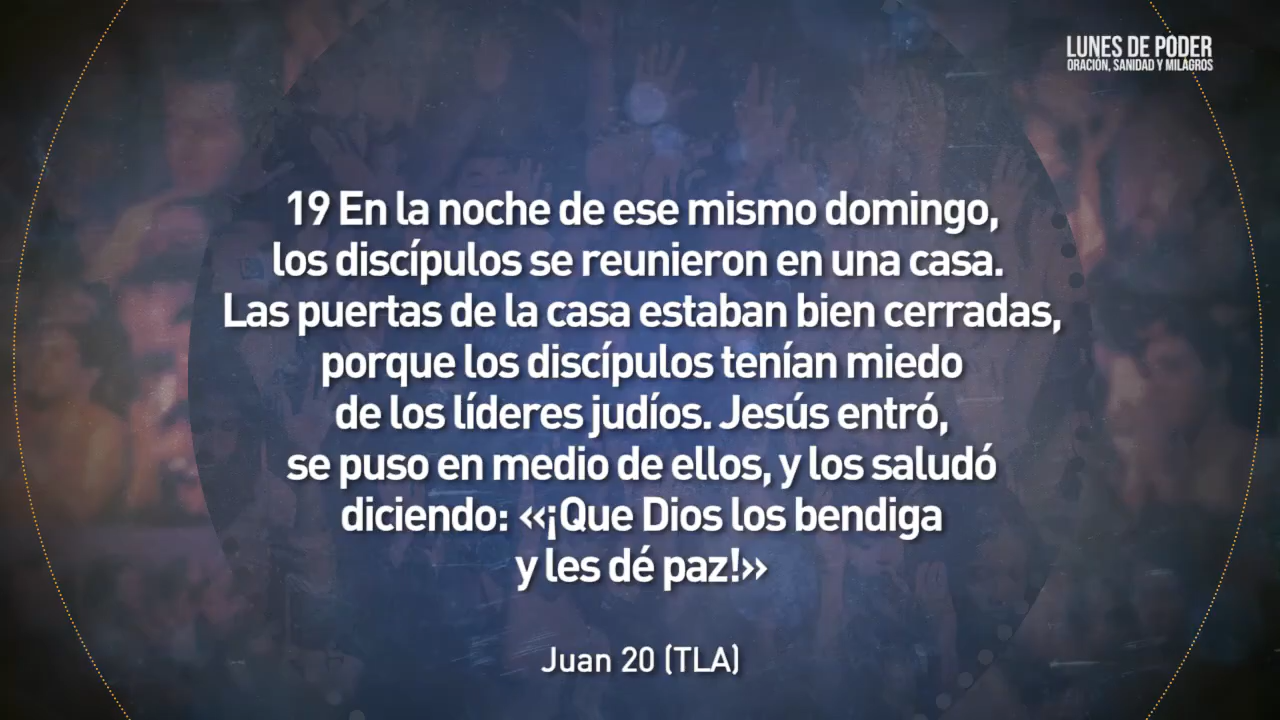 LUNES DE PODER
ORACIÓN, SANIDAD Y MILAGROS
19 En la noche de ese mismo domingo,
los discípulos se reunieron en una casa.
Las puertas de la casa estaban bien cerradas,
porque los discípulos tenían miedo
de los líderes judíos. Jesús entró,
se puso en medio de ellos, y los saludó
diciendo: «¡Que Dios los bendiga
y les dé paz!»
Juan 20 (TLA)